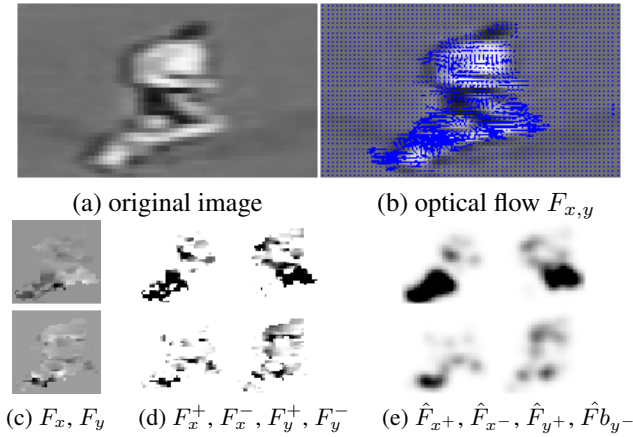 (a) original image
(b) optical flow $F_{x,y}$
(c) $F_x$, $F_y$
(d) $F_x^+$, $F_x^-$, $F_y^+$, $F_y^-$
(e) $\hat{F}_{x^+}$, $\hat{F}_{x^-}$, $\hat{F}_{y^+}$, $\hat{F}b_{y^-}$